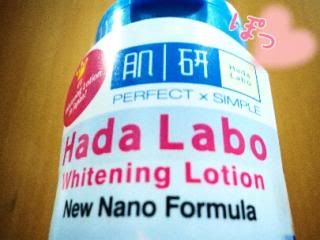 ぽっ
肌研
Hada
Labo
PERFECT x SIMPLE
Hada Labo
Whitening Lotion
New Nano Formula